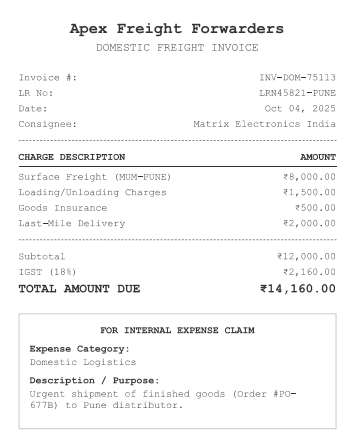 Apex Freight Forwarders
DOMESTIC FREIGHT INVOICE
Invoice #: INV-DOM-75113
LR No: LRN45821-PUNE
Date: Oct 04, 2025
Consignee: Matrix Electronics India
CHARGE DESCRIPTION AMOUNT
Surface Freight (MUM-PUNE) ₹8,000.00
Loading/Unloading Charges ₹1,500.00
Goods Insurance ₹500.00
Last-Mile Delivery ₹2,000.00
Subtotal ₹12,000.00
IGST (18%) ₹2,160.00
TOTAL AMOUNT DUE ₹14,160.00
FOR INTERNAL EXPENSE CLAIM
Expense Category:
Domestic Logistics
Description / Purpose:
Urgent shipment of finished goods (Order #PO-
677B) to Pune distributor.